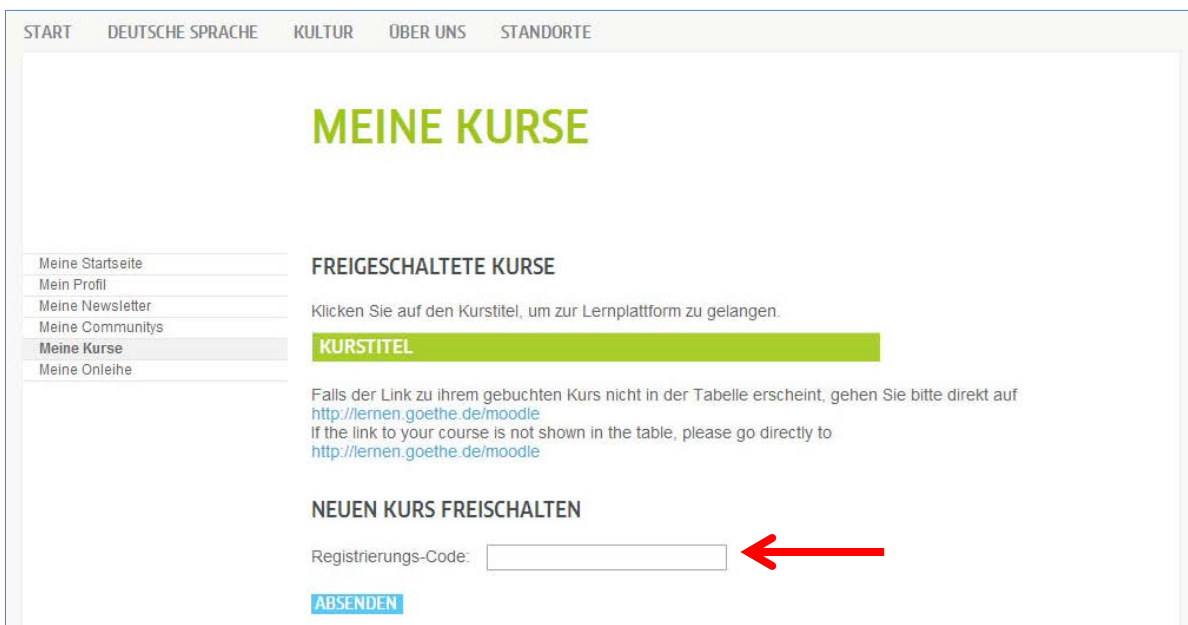 START DEUTSCHE SPRACHE KULTUR ÜBER UNS STANDORTE
MEINE KURSE
Meine Startseite
Mein Profil
Meine Newsletter
Meine Communitys
Meine Kurse
Meine Onleihe
FREIGESCHALTETE KURSE
Klicken Sie auf den Kurstitel, um zur Lernplattform zu gelangen.
KURSTITEL
Falls der Link zu ihrem gebuchten Kurs nicht in der Tabelle erscheint, gehen Sie bitte direkt auf
http://lernen.goethe.de/moodle
If the link to your course is not shown in the table, please go directly to
http://lernen.goethe.de/moodle
NEUEN KURS FREISCHALTEN
Registrierungs-Code:
ABSENDEN